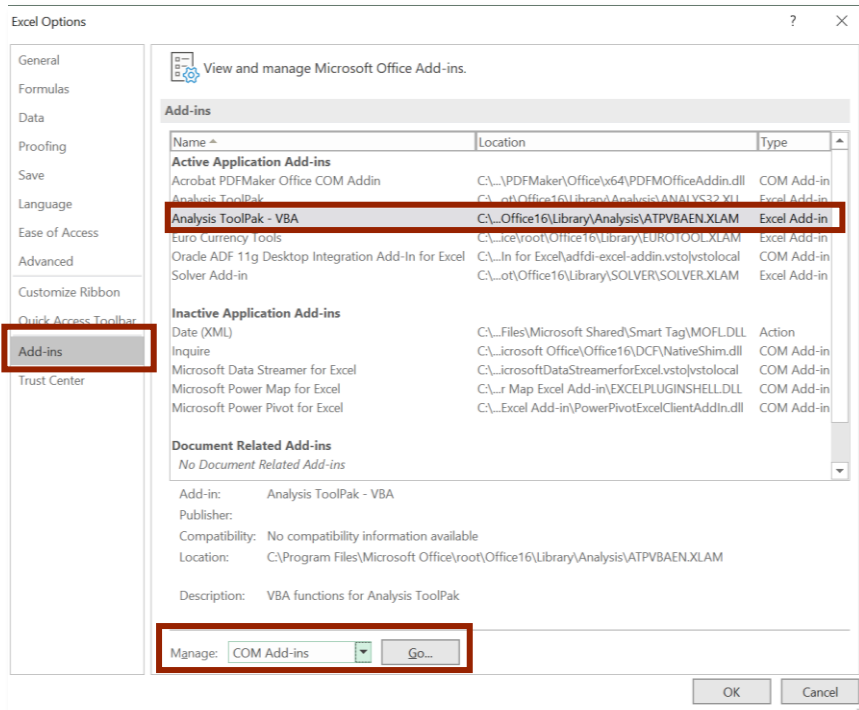 Excel Options ? ×
General
Formulas
Data
Proofing
Save
Language
Ease of Access
Advanced
Customize Ribbon
Quick Access Toolbar
Add-ins
Trust Center
View and manage Microsoft Office Add-ins.
Add-ins
Name Location Type
Active Application Add-ins
Acrobat PDFMaker Office COM Addin C:\...\PDFMaker\Office\x64\PDFMOfficeAddin.dll COM Add-in
Analysis ToolPak C:\...ot\Office16\Library\Analysis\ANALYS32.XLL Excel Add-in
Analysis ToolPak - VBA C:\...Office16\Library\Analysis\ATPVBAEN.XLAM Excel Add-in
Euro Currency Tools C:\...ice\root\Office16\Library\EUROTOOL.XLAM Excel Add-in
Oracle ADF 11g Desktop Integration Add-In for Excel C:\...In for Excel\adfdi-excel-addin.vsto|vstolocal COM Add-in
Solver Add-in C:\...ot\Office16\Library\SOLVER\SOLVER.XLAM Excel Add-in
Inactive Application Add-ins
Date (XML) C:\...Files\Microsoft Shared\Smart Tag\MOFL.DLL Action
Inquire C:\...icrosoft Office\Office16\DCF\NativeShim.dll COM Add-in
Microsoft Data Streamer for Excel C:\...icrosoftDataStreamerforExcel.vsto|vstolocal COM Add-in
Microsoft Power Map for Excel C:\...r Map Excel Add-in\EXCELPLUGINSHELL.DLL COM Add-in
Microsoft Power Pivot for Excel C:\...Excel Add-in\PowerPivotExcelClientAddIn.dll COM Add-in
Document Related Add-ins
No Document Related Add-ins
Add-in: Analysis ToolPak - VBA
Publisher:
Compatibility: No compatibility information available
Location: C:\Program Files\Microsoft Office\root\Office16\Library\Analysis\ATPVBAEN.XLAM
Description: VBA functions for Analysis ToolPak
Manage: COM Add-ins Go...
OK Cancel